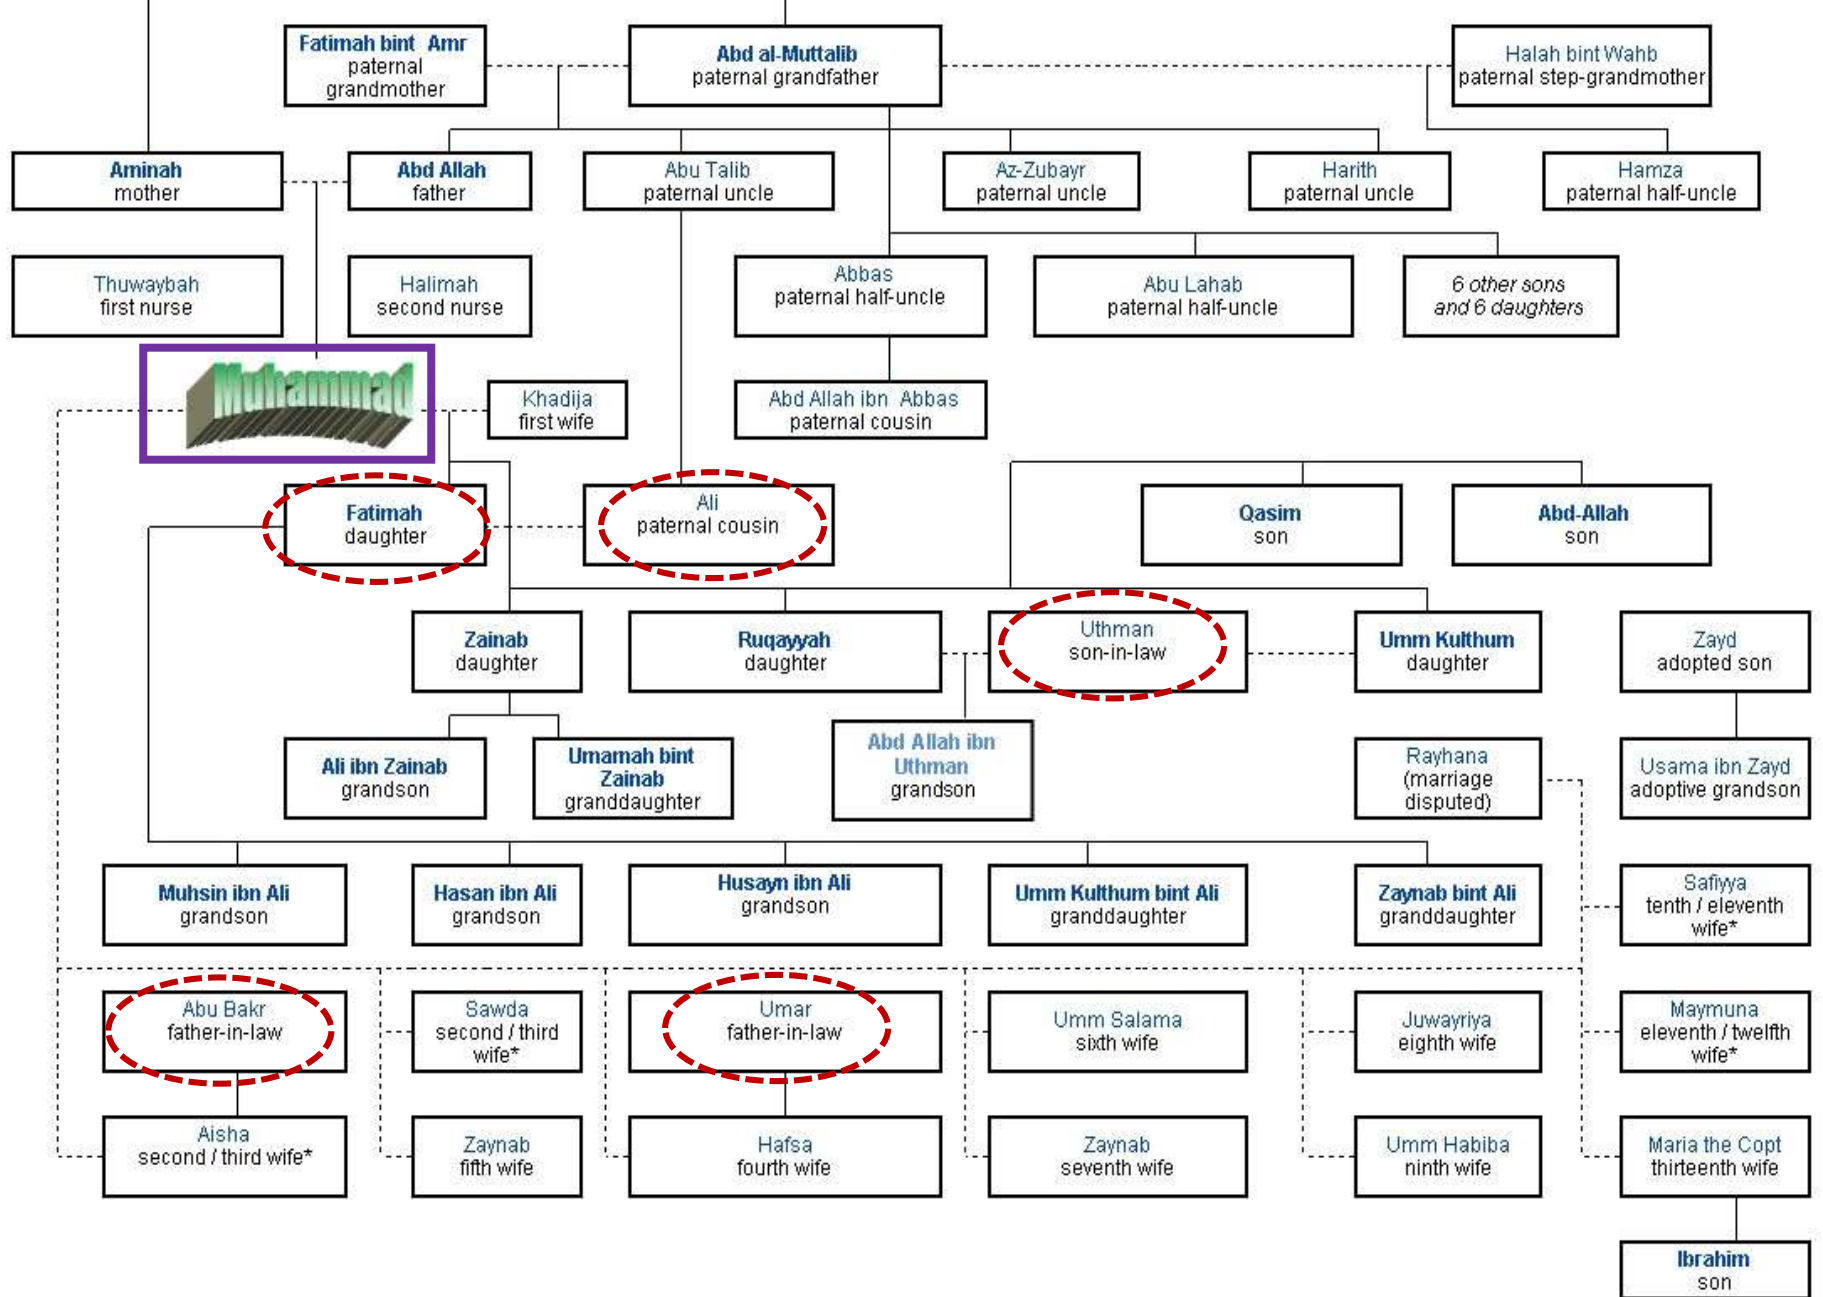 Fatimah bint Amr
paternal
grandmother
Abd al-Muttalib
paternal grandfather
Halah bint Wahb
paternal step-grandmother
Aminah
mother
Abd Allah
father
Abu Talib
paternal uncle
Az-Zubayr
paternal uncle
Harith
paternal uncle
Hamza
paternal half-uncle
Thuwaybah
first nurse
Halimah
second nurse
Abbas
paternal half-uncle
Abu Lahab
paternal half-uncle
6 other sons
and 6 daughters
Muhammad
Khadija
first wife
Abd Allah ibn Abbas
paternal cousin
Fatimah
daughter
Ali
paternal cousin
Qasim
son
Abd-Allah
son
Zainab
daughter
Ruqayyah
daughter
Uthman
son-in-law
Umm Kulthum
daughter
Zayd
adopted son
Ali ibn Zainab
grandson
Umamah bint
Zainab
granddaughter
Abd Allah ibn
Uthman
grandson
Rayhana
(marriage
disputed)
Usama ibn Zayd
adoptive grandson
Muhsin ibn Ali
grandson
Hasan ibn Ali
grandson
Husayn ibn Ali
grandson
Umm Kulthum bint Ali
granddaughter
Zaynab bint Ali
granddaughter
Safiyya
tenth / eleventh
wife*
Abu Bakr
father-in-law
Sawda
second / third
wife*
Umar
father-in-law
Umm Salama
sixth wife
Juwayriya
eighth wife
Maymuna
eleventh / twelfth
wife*
Aisha
second / third wife*
Zaynab
fifth wife
Hafsa
fourth wife
Zaynab
seventh wife
Umm Habiba
ninth wife
Maria the Copt
thirteenth wife
Ibrahim
son